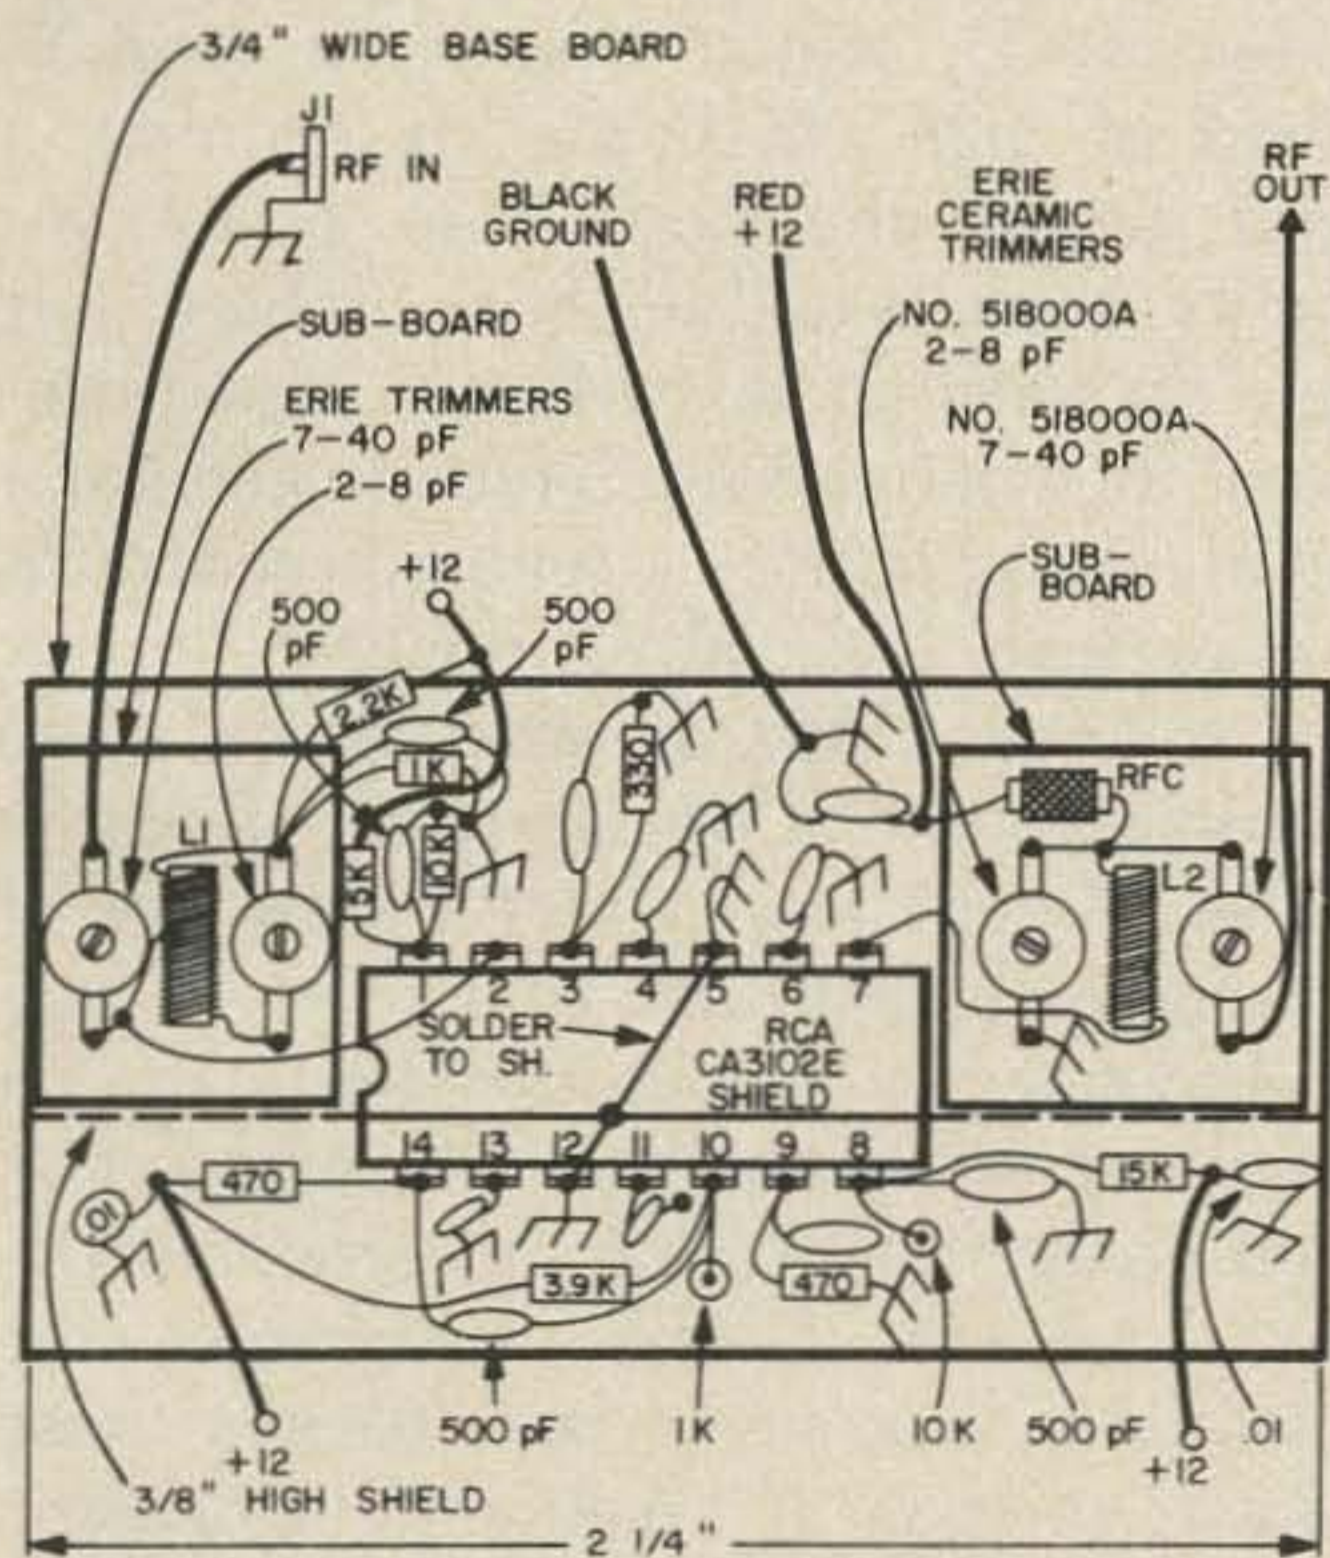 3/4" WIDE BASE BOARD
J1
RF IN
BLACK
GROUND
RED
+12
ERIE
CERAMIC
TRIMMERS
RF
OUT
SUB-BOARD
NO. 518000A
2-8 pF
ERIE TRIMMERS
7-40 pF
2-8 pF
NO. 518000A
7-40 pF
+12
500
pF
500
pF
SUB-
BOARD
2.2K
1K
330
RFC
L1
5K
10K
L2
1 2 3 4 5 6 7
SOLDER
TO SH.
RCA
CA3102E
SHIELD
14 13 12 11 10 9 8
470
15K
.01
3.9K
470
500 pF
1K
10K
500 pF
.01
+12
+12
3/8" HIGH SHIELD
2 1/4"